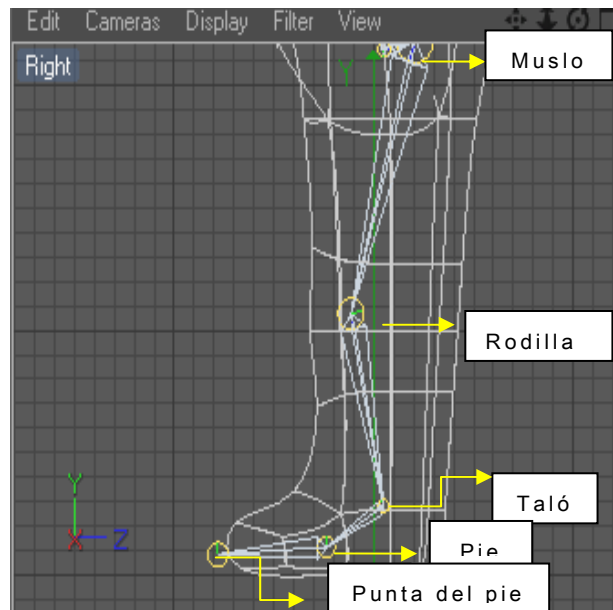 Edit Cameras Display Filter View
Right
Muslo
Y
Rodilla
Y
Taló
X Z
Pie
Punta del pie